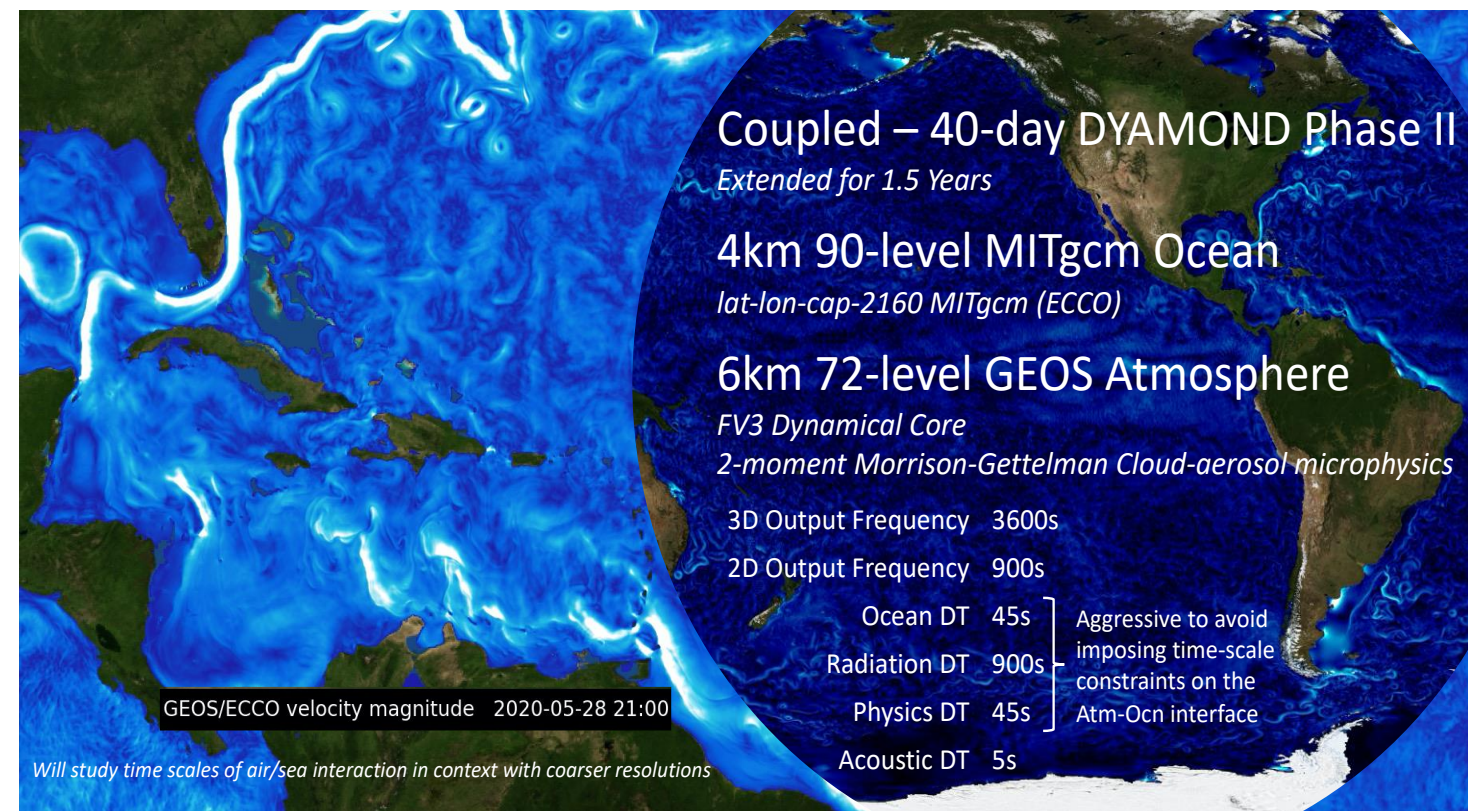 Coupled – 40-day DYAMOND Phase II
Extended for 1.5 Years
4km 90-level MITgcm Ocean
lat-lon-cap-2160 MITgcm (ECCO)
6km 72-level GEOS Atmosphere
FV3 Dynamical Core
2-moment Morrison-Gettelman Cloud-aerosol microphysics
3D Output Frequency 3600s
2D Output Frequency 900s
Ocean DT 45s
Radiation DT 900s
Physics DT 45s
Acoustic DT 5s
Aggressive to avoid
imposing time-scale
constraints on the
Atm-Ocn interface
GEOS/ECCO velocity magnitude 2020-05-28 21:00
Will study time scales of air/sea interaction in context with coarser resolutions